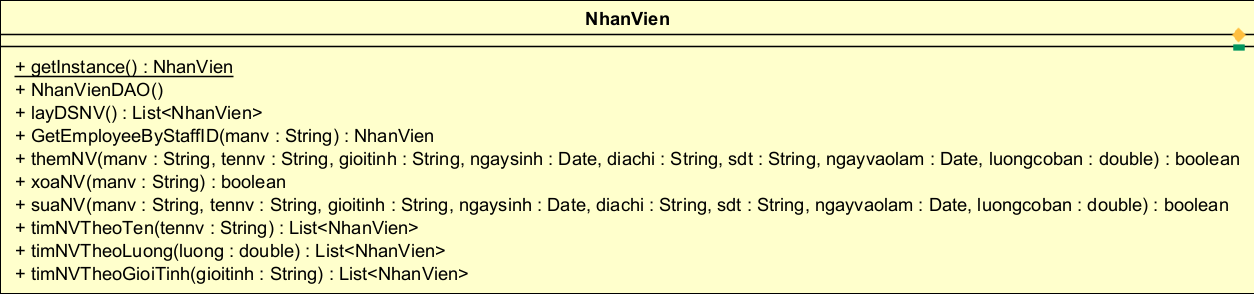 NhanVien
+ getInstance() : NhanVien
+ NhanVienDAO()
+ layDSNV() : List<NhanVien>
+ GetEmployeeByStaffID(manv : String) : NhanVien
+ themNV(manv : String, tennv : String, gioitinh : String, ngaysinh : Date, diachi : String, sdt : String, ngayvaolam : Date, luongcoban : double) : boolean
+ xoaNV(manv : String) : boolean
+ suaNV(manv : String, tennv : String, gioitinh : String, ngaysinh : Date, diachi : String, sdt : String, ngayvaolam : Date, luongcoban : double) : boolean
+ timNVTheoTen(tennv : String) : List<NhanVien>
+ timNVTheoLuong(luong : double) : List<NhanVien>
+ timNVTheoGioiTinh(gioitinh : String) : List<NhanVien>